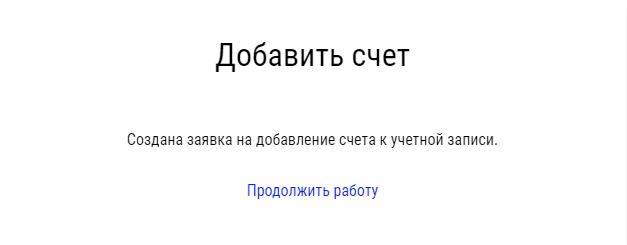 Добавить счет
Создана заявка на добавление счета к учетной записи.
Продолжить работу